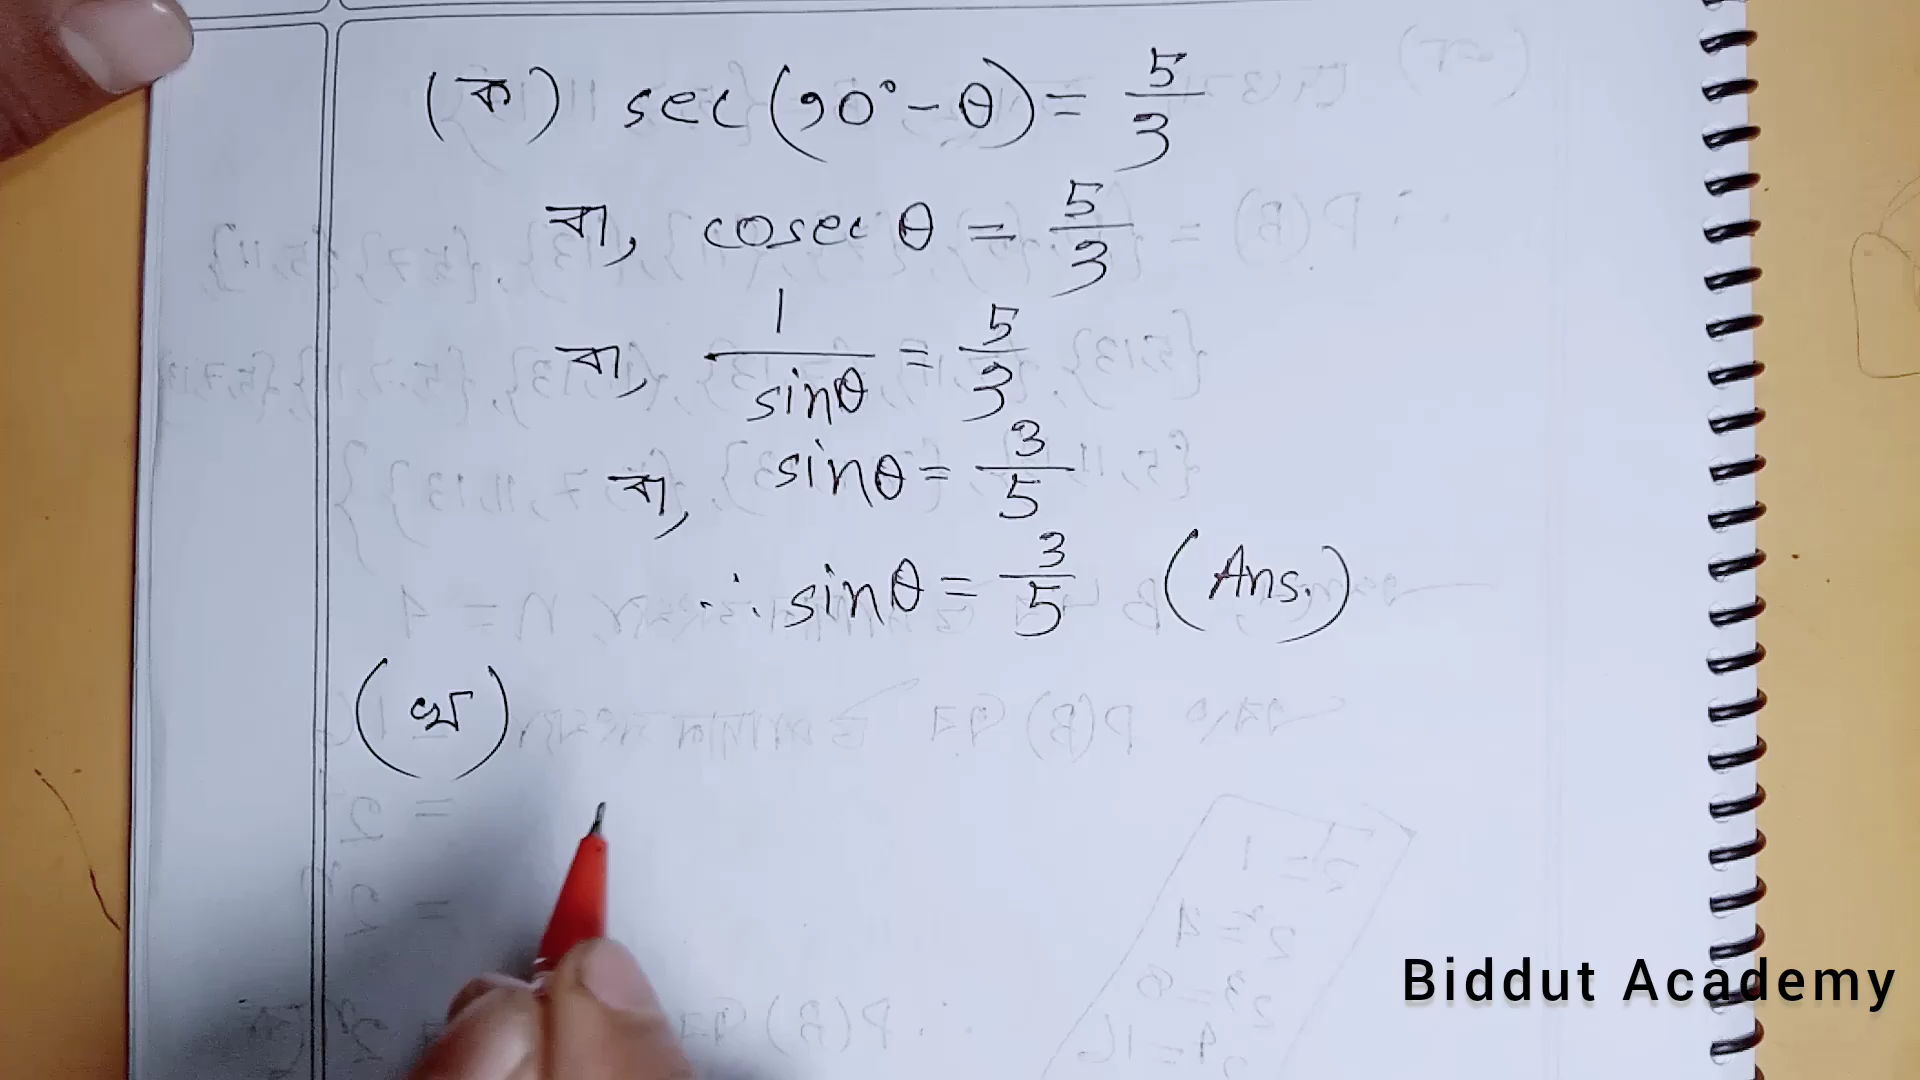 (ক) sec(90° - θ) = 5/3
বা, cosec θ = 5/3
বা, 1/sinθ = 5/3
বা, sinθ = 3/5
∴ sinθ = 3/5 (Ans.)
(খ)
Biddut Academy